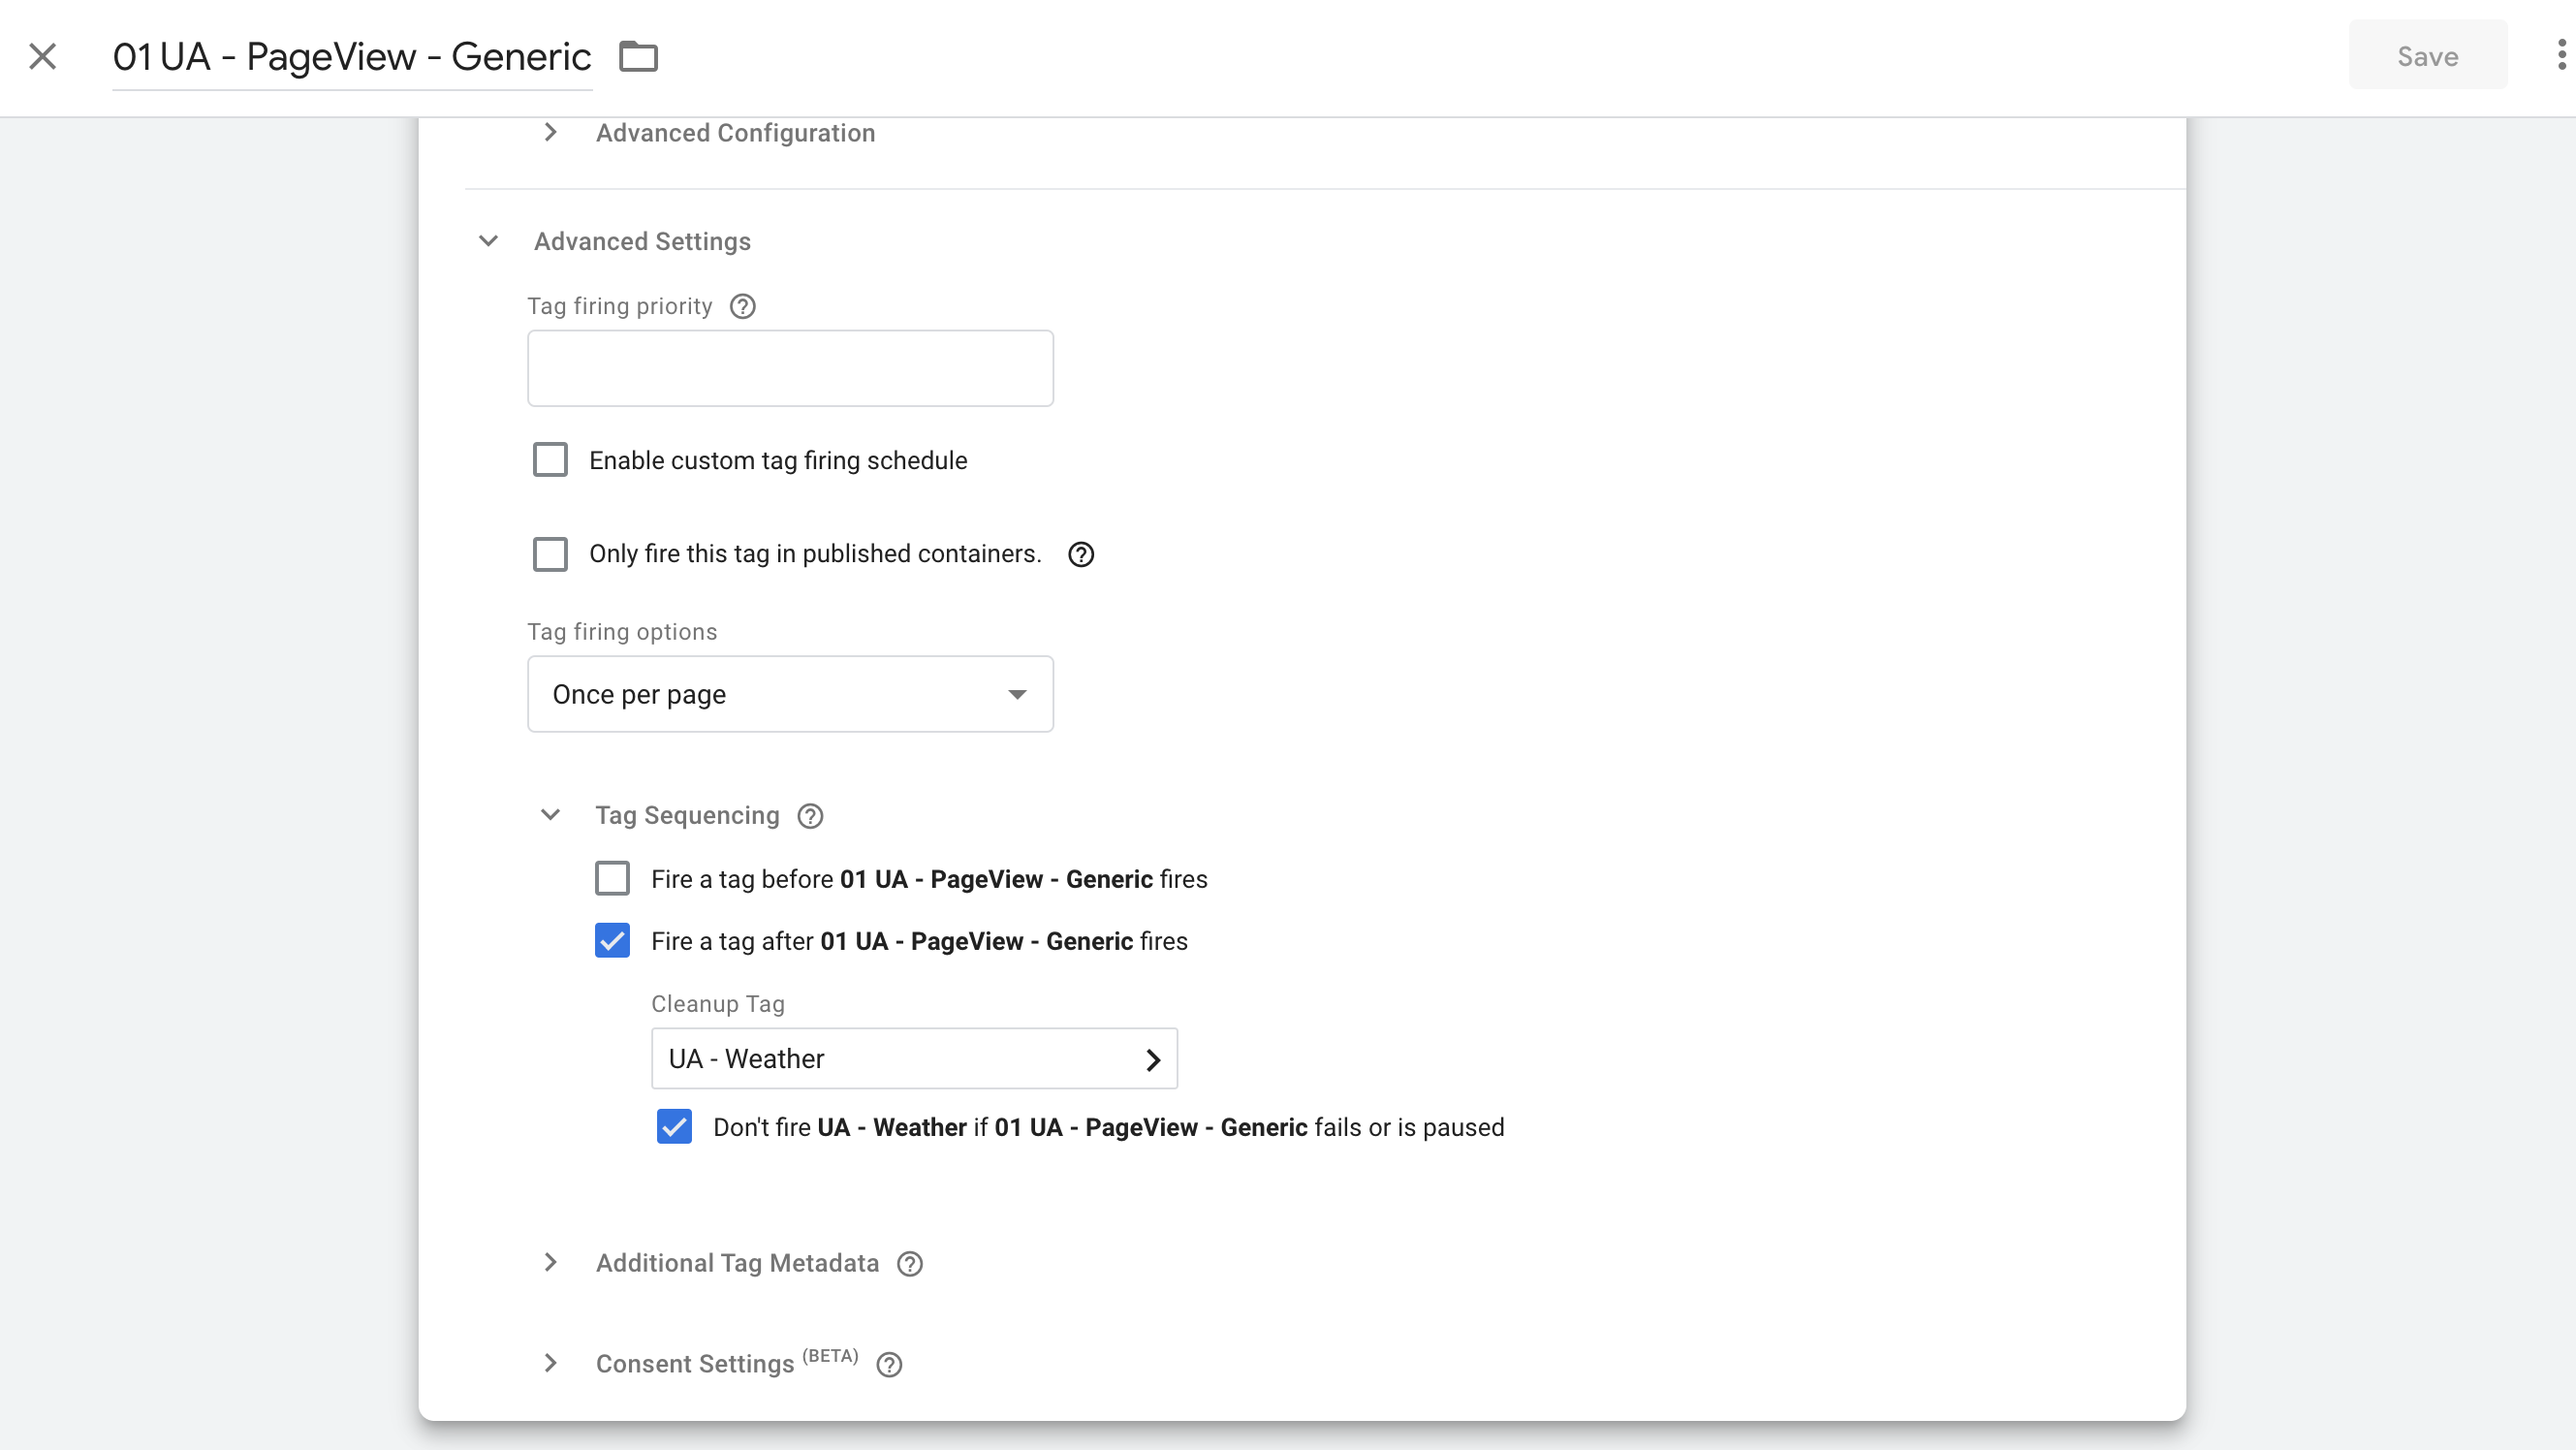 01 UA - PageView - Generic
Save
Advanced Configuration
Advanced Settings
Tag firing priority
Enable custom tag firing schedule
Only fire this tag in published containers.
Tag firing options
Once per page
Tag Sequencing
Fire a tag before 01 UA - PageView - Generic fires
Fire a tag after 01 UA - PageView - Generic fires
Cleanup Tag
UA - Weather
Don't fire UA - Weather if 01 UA - PageView - Generic fails or is paused
Additional Tag Metadata
Consent Settings (BETA)